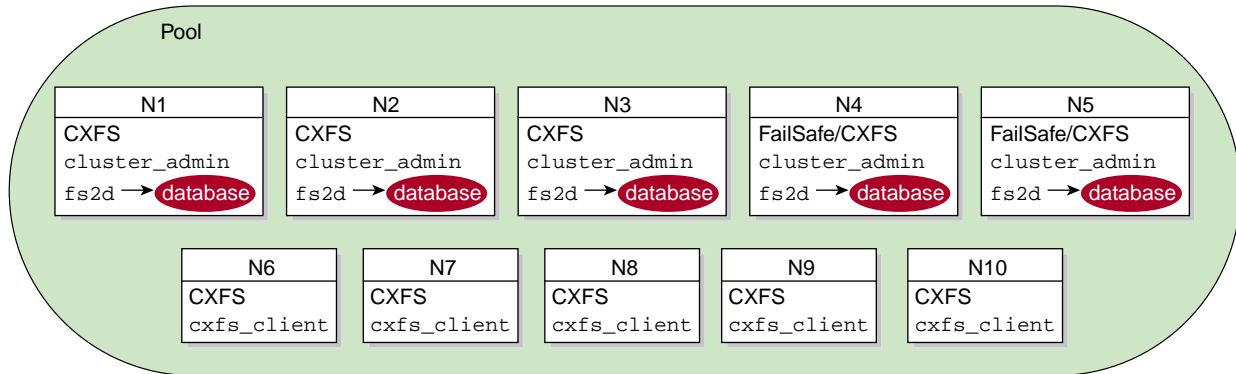 Pool
N1
CXFS
cluster_admin
fs2d database
N2
CXFS
cluster_admin
fs2d database
N3
CXFS
cluster_admin
fs2d database
N4
FailSafe/CXFS
cluster_admin
fs2d database
N5
FailSafe/CXFS
cluster_admin
fs2d database
N6
CXFS
cxfs_client
N7
CXFS
cxfs_client
N8
CXFS
cxfs_client
N9
CXFS
cxfs_client
N10
CXFS
cxfs_client